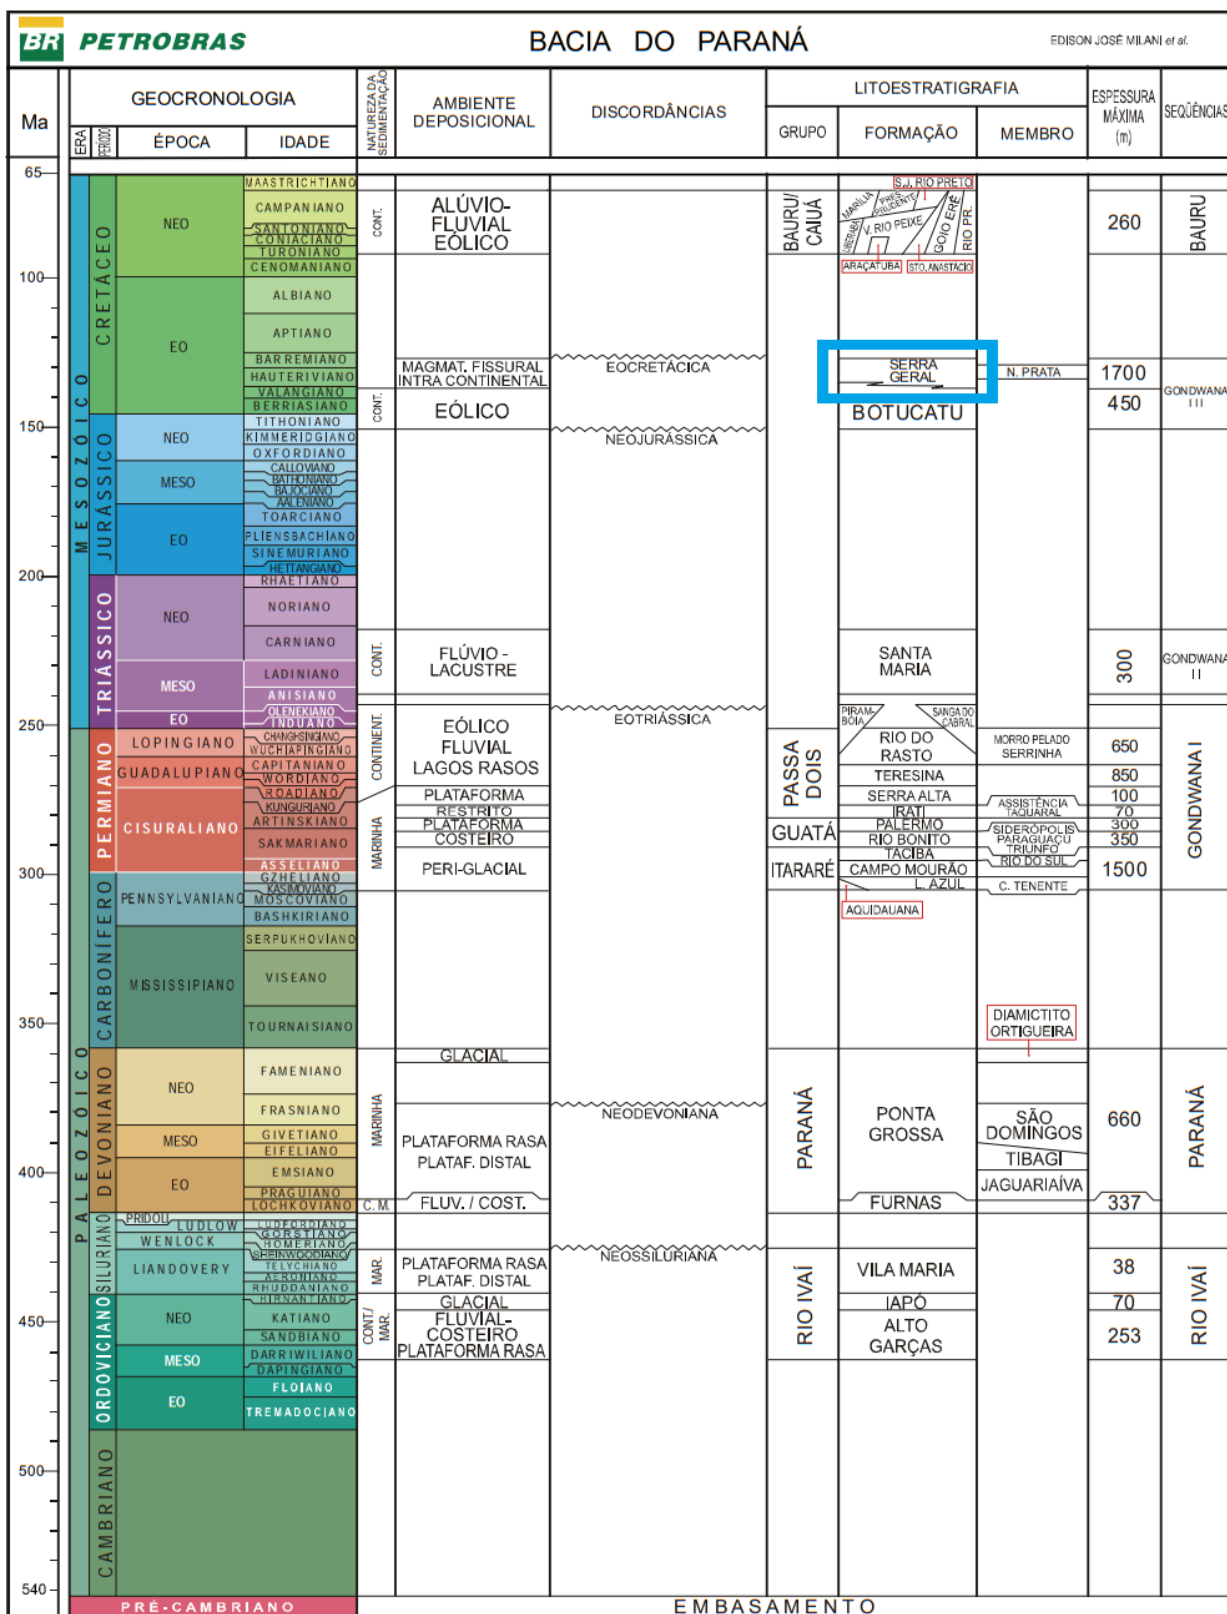 BR PETROBRAS
BACIA DO PARANÁ
EDISON JOSÉ MILANI et al.
Ma
GEOCRONOLOGIA
ERA
PERÍODO
ÉPOCA
IDADE
NATUREZA DA
SEDIMENTAÇÃO
AMBIENTE
DEPOSICIONAL
DISCORDÂNCIAS
LITOESTRATIGRAFIA
GRUPO
FORMAÇÃO
MEMBRO
ESPESSURA
MÁXIMA
(m)
SEQÜÊNCIAS
65
100
150
200
250
300
350
400
450
500
540
MESOZÓICO
PALEOZÓICO
CRETÁCEO
JURÁSSICO
TRIÁSSICO
PERMIANO
CARBONÍFERO
DEVONIANO
SILURIANO
ORDOVICIANO
CAMBRIANO
NEO
EO
NEO
MESO
EO
NEO
MESO
EO
LOPINGIANO
GUADALUPIANO
CISURALIANO
PENNSYLVANIANO
MISSISSIPIANO
NEO
MESO
EO
PRIDOLI
LUDLOW
WENLOCK
LIANDOVERY
NEO
MESO
EO
MAASTRICHTIANO
CAMPANIANO
SANTONIANO
CONIACIANO
TURONIANO
CENOMANIANO
ALBIANO
APTIANO
BARREMIANO
HAUTERIVIANO
VALANGIANO
BERRIASIANO
TITHONIANO
KIMMERIDGIANO
OXFORDIANO
CALLOVIANO
BATHONIANO
BAJOCIANO
AALENIANO
TOARCIANO
PLIENSBACHIANO
SINEMURIANO
HETTANGIANO
RHAETIANO
NORIANO
CARNIANO
LADINIANO
ANISIANO
OLENEKIANO
INDUANO
CHANGHSINGIANO
WUCHIAPINGIANO
CAPITANIANO
WORDIANO
ROADIANO
KUNGURIANO
ARTINSKIANO
SAKMARIANO
ASSELIANO
GZHELIANO
KASIMOVIANO
MOSCOVIANO
BASHKIRIANO
SERPUKHOVIANO
VISEANO
TOURNAISIANO
FAMENIANO
FRASNIANO
GIVETIANO
EIFELIANO
EMSIANO
PRAGUIANO
LOCHKOVIANO
LUDFORDIANO
GORSTIANO
HOMERIANO
SHEINWOODIANO
TELYCHIANO
AERONIANO
RHUDDANIANO
HIRNANTIANO
KATIANO
SANDBIANO
DARRIWILIANO
DAPINGIANO
FLOIANO
TREMADOCIANO
CONT.
CONT.
CONT.
CONTINENT.
MARINHA
MARINHA
C. M.
MAR.
CONT/
MAR.
ALÚVIO-
FLUVIAL
EÓLICO
MAGMAT. FISSURAL
INTRA CONTINENTAL
EÓLICO
FLÚVIO -
LACUSTRE
EÓLICO
FLUVIAL
LAGOS RASOS
PLATAFORMA
RESTRITO
PLATAFORMA
COSTEIRO
PERI-GLACIAL
GLACIAL
PLATAFORMA RASA
PLATAF. DISTAL
FLUV. / COST.
PLATAFORMA RASA
PLATAF. DISTAL
GLACIAL
FLUVIAL-
COSTEIRO
PLATAFORMA RASA
EOCRETÁCICA
NEOJURÁSSICA
EOTRIÁSSICA
NEODEVONIANA
NEOSSILURIANA
BAURU/
CAIUÁ
PASSA
DOIS
GUATÁ
ITARARÉ
PARANÁ
RIO IVAÍ
S.J. RIO PRETO
MARÍLIA
PRES.
PRUDENTE
UBERABA
V. RIO PEIXE
GOIO ERÊ
RIO PR.
ARAÇATUBA
STO. ANASTÁCIO
SERRA
GERAL
BOTUCATU
SANTA
MARIA
PIRAM-
BÓIA
SANGA DO
CABRAL
RIO DO
RASTO
TERESINA
SERRA ALTA
IRATI
PALERMO
RIO BONITO
TACIBA
CAMPO MOURÃO
L. AZUL
AQUIDAUANA
PONTA
GROSSA
FURNAS
VILA MARIA
IAPÓ
ALTO
GARÇAS
N. PRATA
MORRO PELADO
SERRINHA
ASSISTÊNCIA
TAQUARAL
SIDERÓPOLIS
PARAGUAÇU
TRIUNFO
RIO DO SUL
C. TENENTE
DIAMICTITO
ORTIGUEIRA
SÃO
DOMINGOS
TIBAGI
JAGUARIAÍVA
260
1700
450
300
650
850
100
70
300
350
1500
660
337
38
70
253
BAURU
GONDWANA
III
GONDWANA
II
GONDWANA I
PARANÁ
RIO IVAÍ
PRÉ-CAMBRIANO
EMBASAMENTO